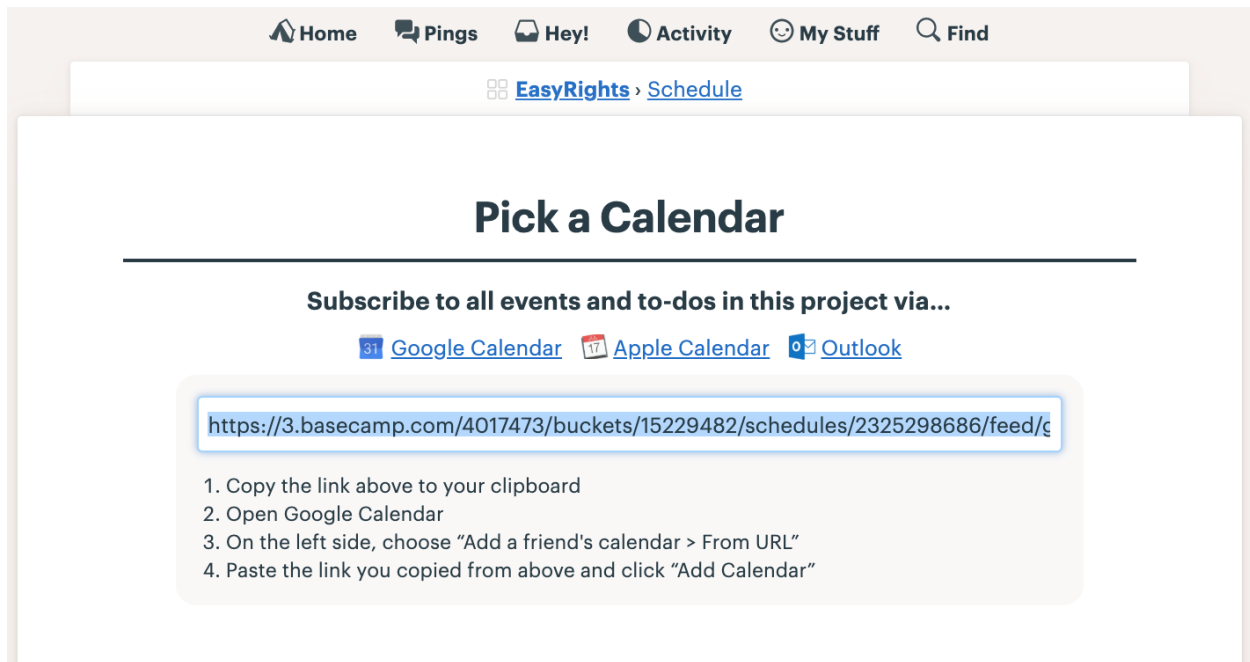 Home Pings Hey! Activity My Stuff Find
EasyRights › Schedule
Pick a Calendar
Subscribe to all events and to-dos in this project via...
31 Google Calendar 17 Apple Calendar Outlook
https://3.basecamp.com/4017473/buckets/15229482/schedules/2325298686/feed/g
1. Copy the link above to your clipboard
2. Open Google Calendar
3. On the left side, choose “Add a friend's calendar > From URL”
4. Paste the link you copied from above and click “Add Calendar”